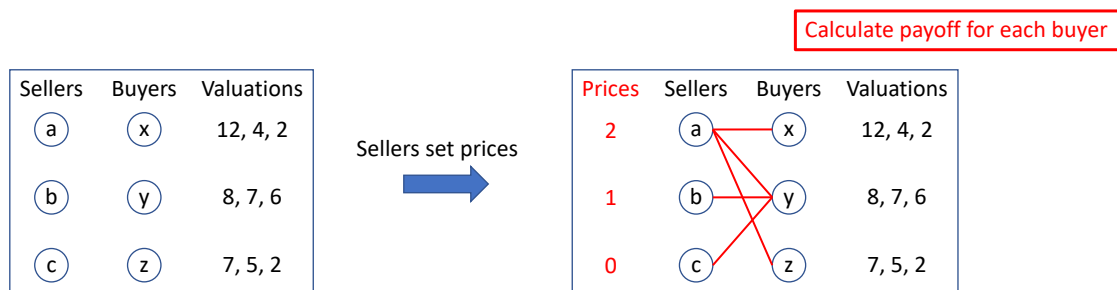 Calculate payoff for each buyer
Sellers Buyers Valuations
a x 12, 4, 2
b y 8, 7, 6
c z 7, 5, 2
Sellers set prices
Prices Sellers Buyers Valuations
2 a x 12, 4, 2
1 b y 8, 7, 6
0 c z 7, 5, 2